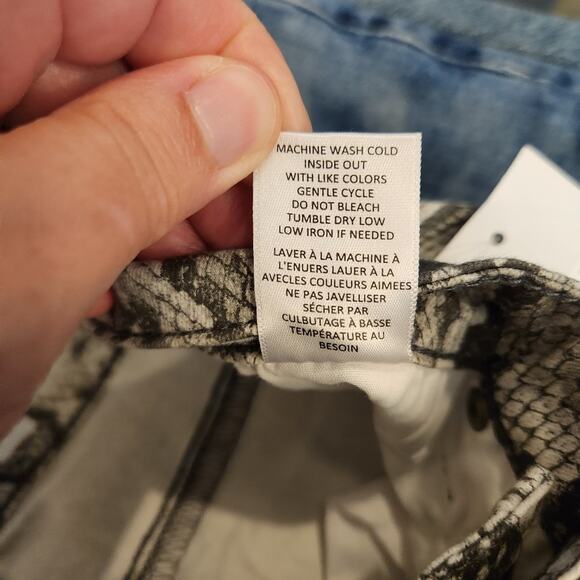 MACHINE WASH COLD
INSIDE OUT
WITH LIKE COLORS
GENTLE CYCLE
DO NOT BLEACH
TUMBLE DRY LOW
LOW IRON IF NEEDED
LAVER À LA MACHINE À
L'ENUERS LAUER À LA
AVECLES COULEURS AIMEES
NE PAS JAVELLISER
SÉCHER PAR
CULBUTAGE À BASSE
TEMPÉRATURE AU
BESOIN